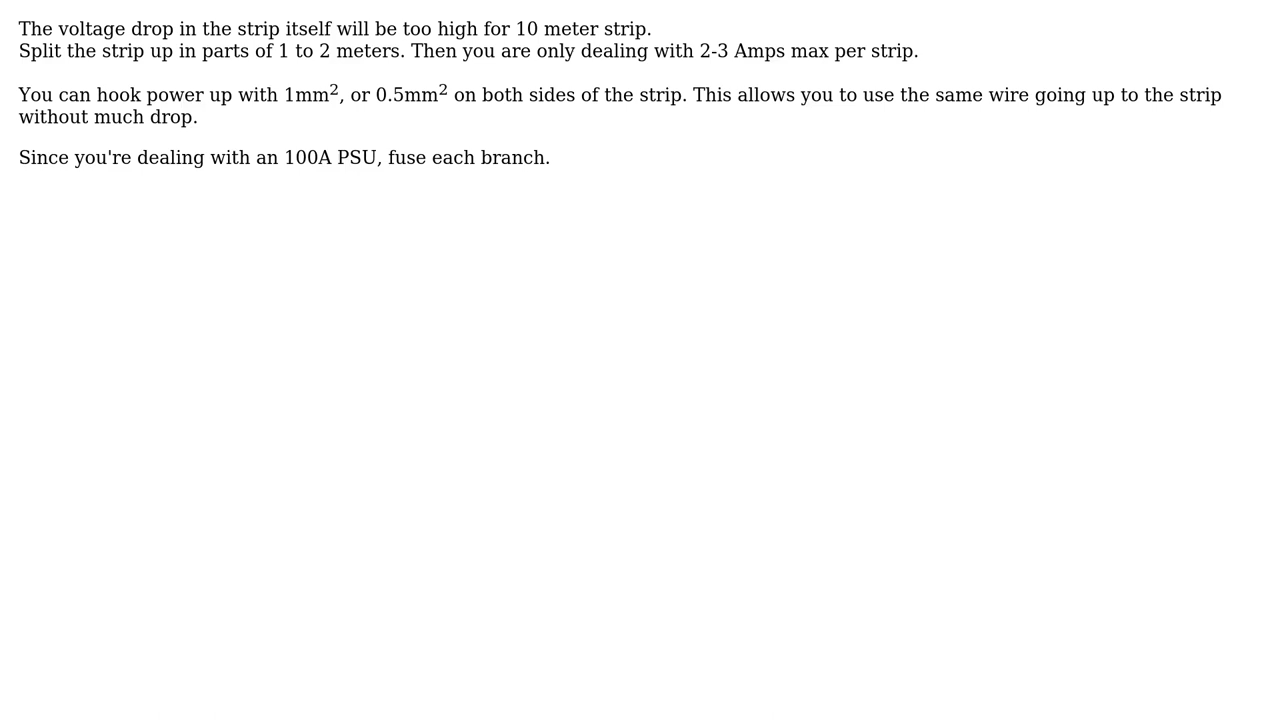 The voltage drop in the strip itself will be too high for 10 meter strip.
Split the strip up in parts of 1 to 2 meters. Then you are only dealing with 2-3 Amps max per strip.
You can hook power up with 1mm², or 0.5mm² on both sides of the strip. This allows you to use the same wire going up to the strip
without much drop.
Since you're dealing with an 100A PSU, fuse each branch.